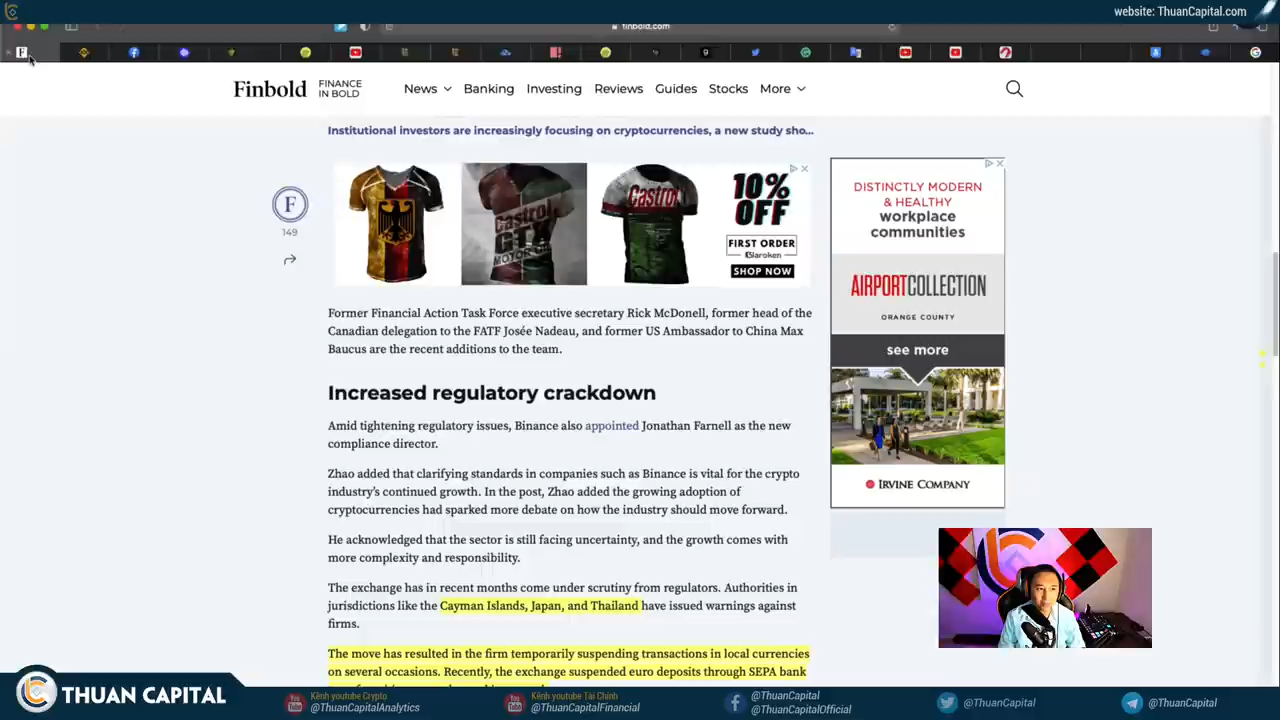 website: ThuanCapital.com
finbold.com
Finbold
FINANCE
IN BOLD
News
Banking
Investing
Reviews
Guides
Stocks
More
Institutional investors are increasingly focusing on cryptocurrencies, a new study sho...
149
Castrol
Castrol
10%
OFF
FIRST ORDER
Klaroken
SHOP NOW
DISTINCTLY MODERN
& HEALTHY
workplace
communities
AIRPORTCOLLECTION
ORANGE COUNTY
see more
IRVINE COMPANY
Former Financial Action Task Force executive secretary Rick McDonell, former head of the
Canadian delegation to the FATF Josée Nadeau, and former US Ambassador to China Max
Baucus are the recent additions to the team.
Increased regulatory crackdown
Amid tightening regulatory issues, Binance also appointed Jonathan Farnell as the new
compliance director.
Zhao added that clarifying standards in companies such as Binance is vital for the crypto
industry's continued growth. In the post, Zhao added the growing adoption of
cryptocurrencies had sparked more debate on how the industry should move forward.
He acknowledged that the sector is still facing uncertainty, and the growth comes with
more complexity and responsibility.
The exchange has in recent months come under scrutiny from regulators. Authorities in
jurisdictions like the Cayman Islands, Japan, and Thailand have issued warnings against
firms.
The move has resulted in the firm temporarily suspending transactions in local currencies
on several occasions. Recently, the exchange suspended euro deposits through SEPA bank
THUAN CAPITAL
Kênh youtube Crypto
@ThuanCapitalAnalytics
Kênh youtube Tài Chính
@ThuanCapitalFinancial
@ThuanCapital
@ThuanCapitalOfficial
@ThuanCapital
@ThuanCapital